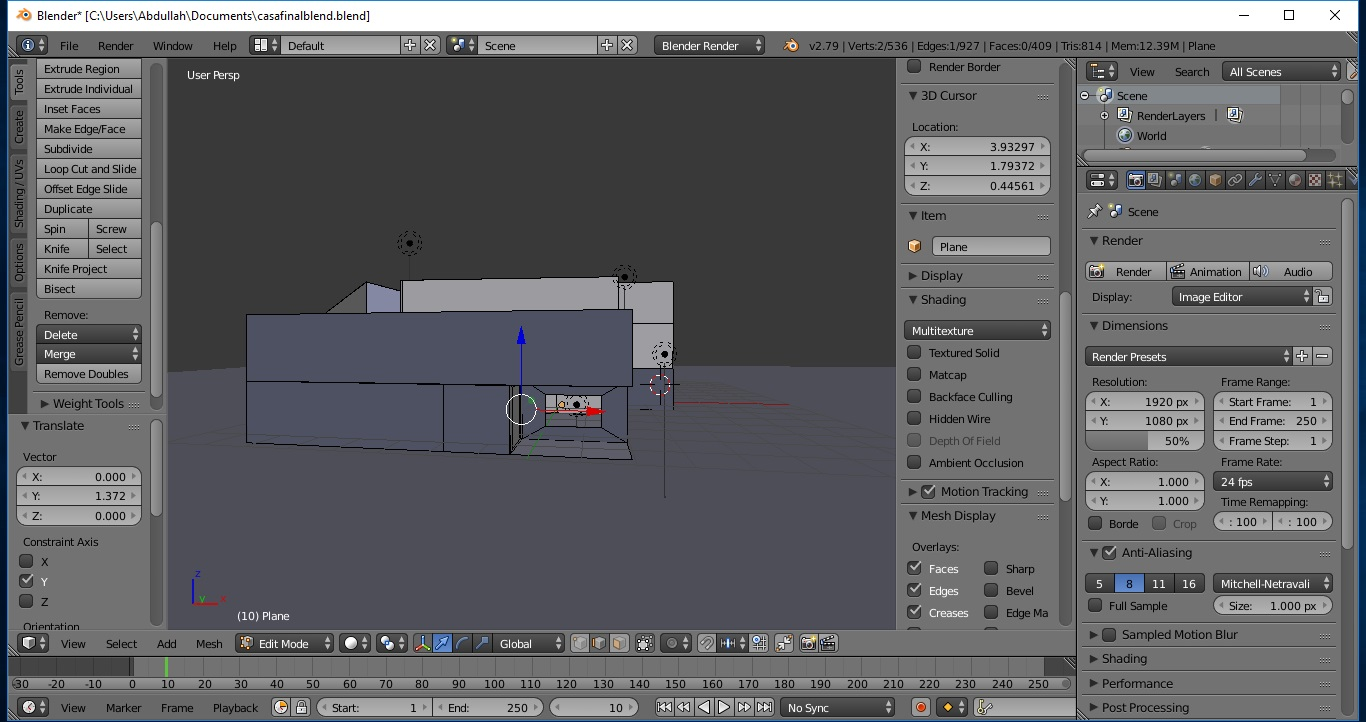 Blender* [C:\Users\Abdullah\Documents\casafinalblend.blend]
File Render Window Help Default Scene Blender Render v2.79 | Verts:2/536 | Edges:1/927 | Faces:0/409 | Tris:814 | Mem:12.39M | Plane
Tools
Create
Shading / UVs
Options
Grease Pencil
Extrude Region
Extrude Individual
Inset Faces
Make Edge/Face
Subdivide
Loop Cut and Slide
Offset Edge Slide
Duplicate
Spin Screw
Knife Select
Knife Project
Bisect
Remove:
Delete
Merge
Remove Doubles
Weight Tools
Translate
Vector
X: 0.000
Y: 1.372
Z: 0.000
Constraint Axis
X
Y
Z
Orientation
User Persp
z
y
x
(10) Plane
Render Border
3D Cursor
Location:
X: 3.93297
Y: 1.79372
Z: 0.44561
Item
Plane
Display
Shading
Multitexture
Textured Solid
Matcap
Backface Culling
Hidden Wire
Depth Of Field
Ambient Occlusion
Motion Tracking
Mesh Display
Overlays:
Faces Sharp
Edges Bevel
Creases Edge Ma
View Search All Scenes
Scene
RenderLayers |
World
Scene
Render
Render Animation Audio
Display: Image Editor
Dimensions
Render Presets
Resolution: Frame Range:
X: 1920 px Start Frame: 1
Y: 1080 px End Frame: 250
50% Frame Step: 1
Aspect Ratio: Frame Rate:
X: 1.000 24 fps
Y: 1.000 Time Remapping:
Borde Crop : 100 : 100
Anti-Aliasing
5 8 11 16 Mitchell-Netravali
Full Sample Size: 1.000 px
Sampled Motion Blur
Shading
Performance
Post Processing
View Select Add Mesh Edit Mode Global
-30 -20 -10 0 10 20 30 40 50 60 70 80 90 100 110 120 130 140 150 160 170 180 190 200 210 220 230 240 250
View Marker Frame Playback Start: 1 End: 250 10 No Sync